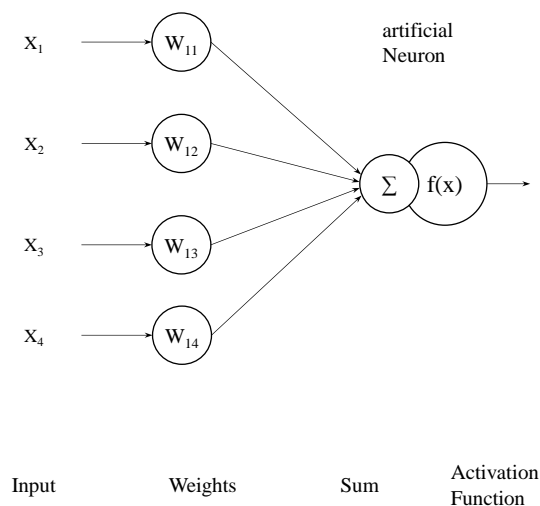 artificial
Neuron
X₁ W₁₁
X₂ W₁₂
Σ f(x)
X₃ W₁₃
X₄ W₁₄
Input Weights Sum Activation
Function